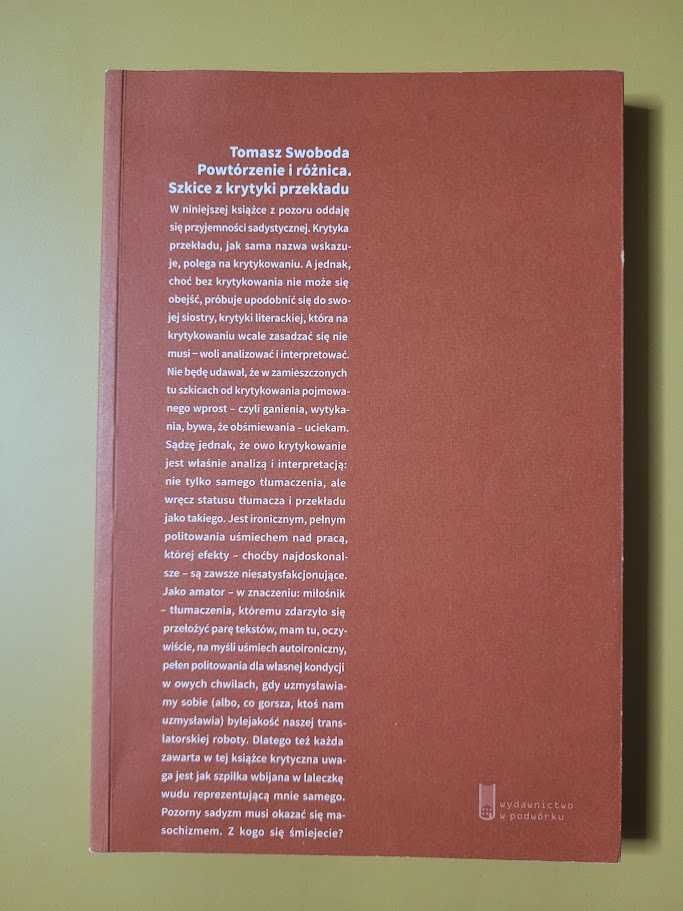 Tomasz Swoboda
Powtórzenie i różnica.
Szkice z krytyki przekładu
W niniejszej książce z pozoru oddaję
się przyjemności sadystycznej. Krytyka
przekładu, jak sama nazwa wskazu-
je, polega na krytykowaniu. A jednak,
choć bez krytykowania nie może się
obejść, próbuje upodobnić się do swo-
jej siostry, krytyki literackiej, która na
krytykowaniu wcale zasadzać się nie
musi – woli analizować i interpretować.
Nie będę udawał, że w zamieszczonych
tu szkicach od krytykowania pojmowa-
nego wprost – czyli ganienia, wytyka-
nia, bywa, że obśmiewania – uciekam.
Sądzę jednak, że owo krytykowanie
jest właśnie analizą i interpretacją:
nie tylko samego tłumaczenia, ale
wręcz statusu tłumacza i przekładu
jako takiego. Jest ironicznym, pełnym
politowania uśmiechem nad pracą,
której efekty – choćby najdoskonal-
sze – są zawsze niesatysfakcjonujące.
Jako amator – w znaczeniu: miłośnik
– tłumaczenia, któremu zdarzyło się
przełożyć parę tekstów, mam tu, oczy-
wiście, na myśli uśmiech autoironiczny,
pełen politowania dla własnej kondycji
w owych chwilach, gdy uzmysławia-
my sobie (albo, co gorsza, ktoś nam
uzmysławia) bylejakość naszej trans-
latorskiej roboty. Dlatego też każda
zawarta w tej książce krytyczna uwa-
ga jest jak szpilka wbijana w laleczkę
wudu reprezentującą mnie samego.
Pozorny sadyzm musi okazać się ma-
sochizmem. Z kogo się śmiejecie?
wydawnictwo
w podwórku